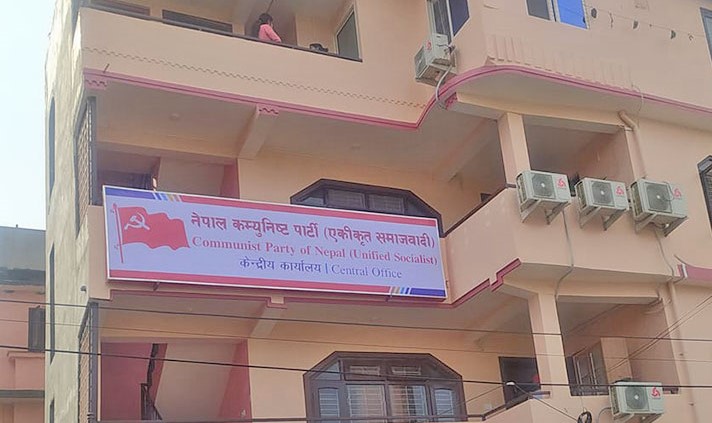 नेपाल कम्युनिष्ट पार्टी (एकीकृत समाजवादी)
Communist Party of Nepal (Unified Socialist)
केन्द्रीय कार्यालय | Central Office